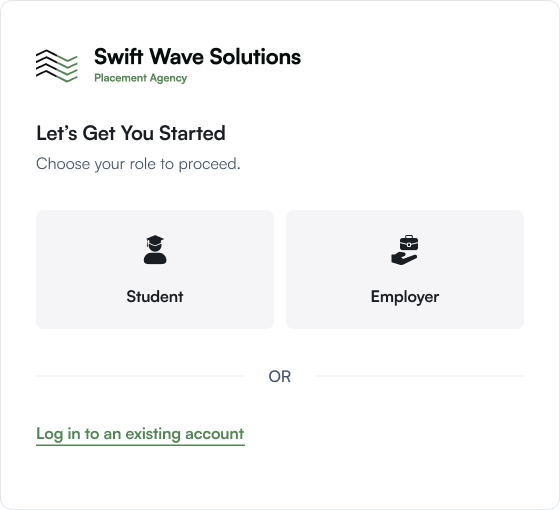 Swift Wave Solutions
Placement Agency
Let’s Get You Started
Choose your role to proceed.
Student
Employer
OR
Log in to an existing account